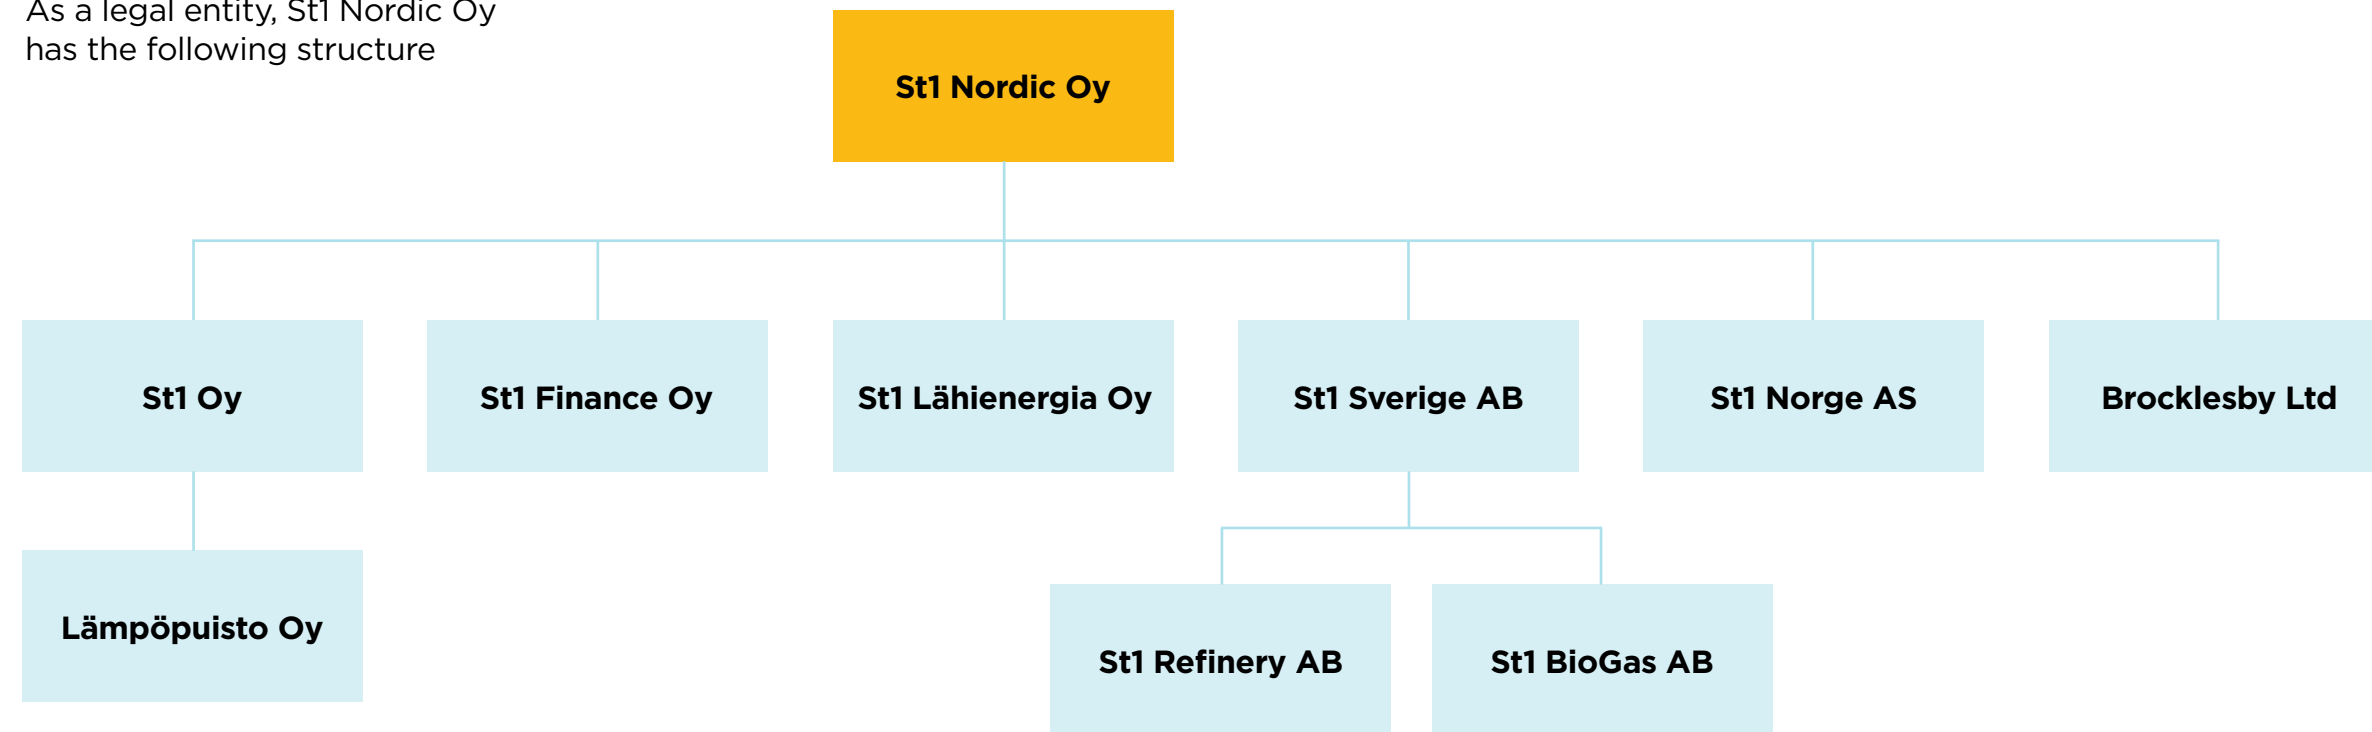 As a legal entity, St1 Nordic Oy
has the following structure
St1 Nordic Oy
St1 Oy
St1 Finance Oy
St1 Lähienergia Oy
St1 Sverige AB
St1 Norge AS
Brocklesby Ltd
Lämpöpuisto Oy
St1 Refinery AB
St1 BioGas AB